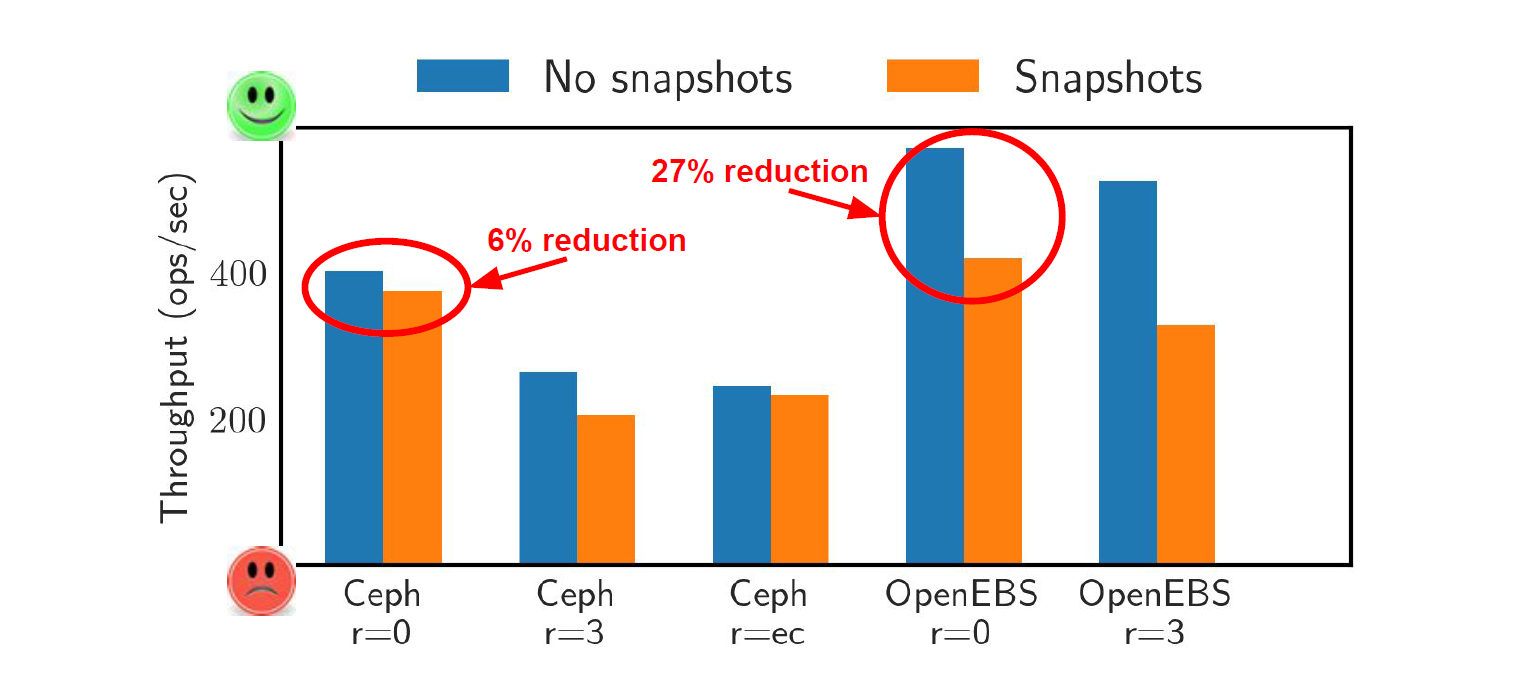 No snapshots
Snapshots
27% reduction
6% reduction
Throughput (ops/sec)
400
200
Ceph
r=0
Ceph
r=3
Ceph
r=ec
OpenEBS
r=0
OpenEBS
r=3